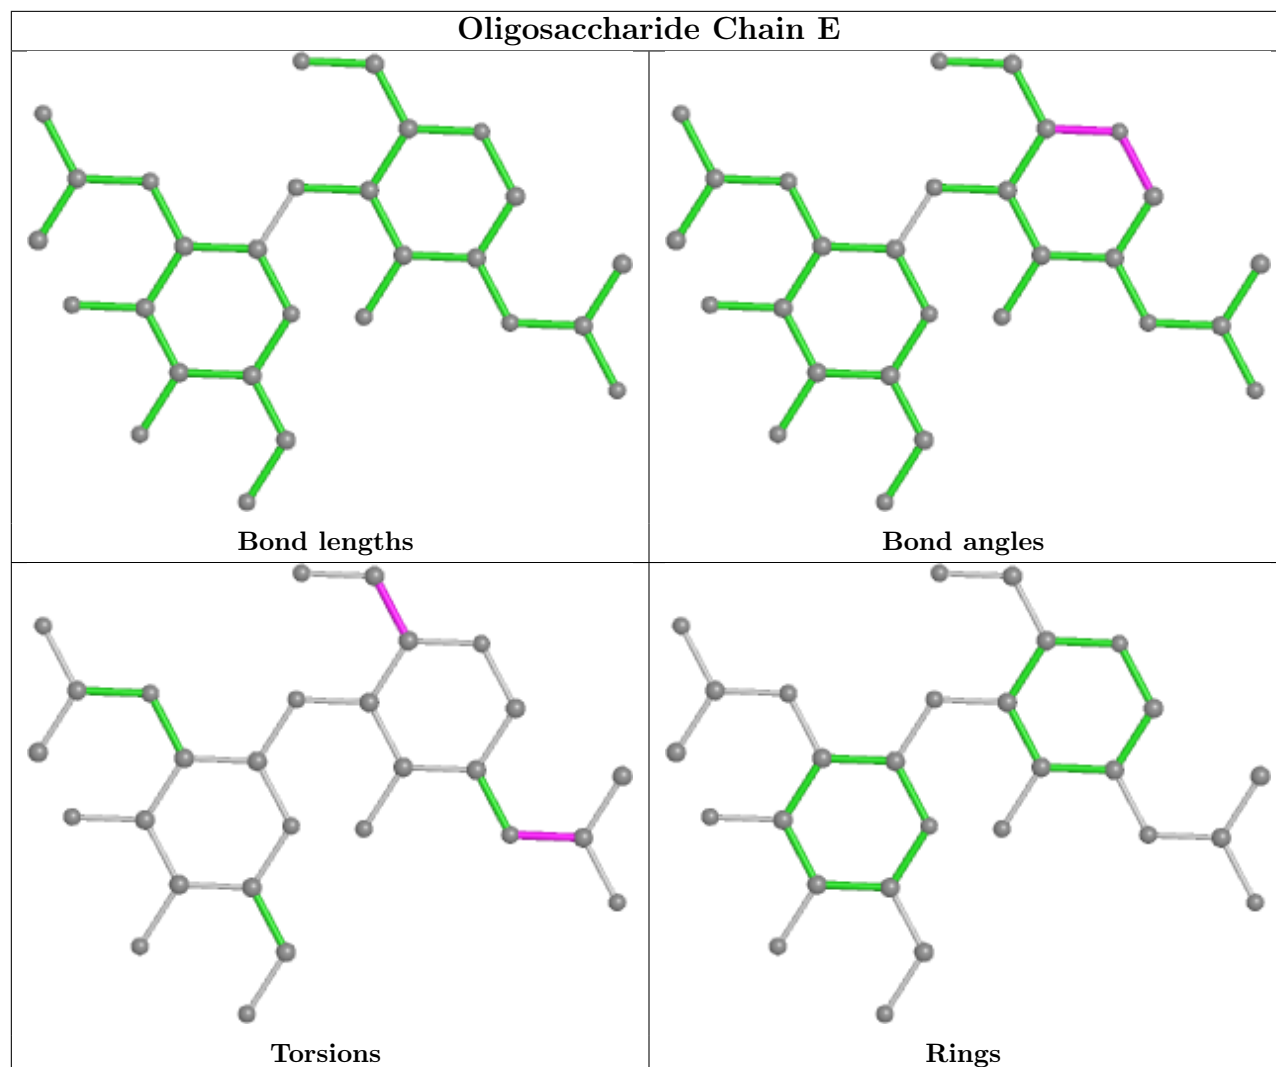 Oligosaccharide Chain E
Bond lengths
Bond angles
Torsions
Rings